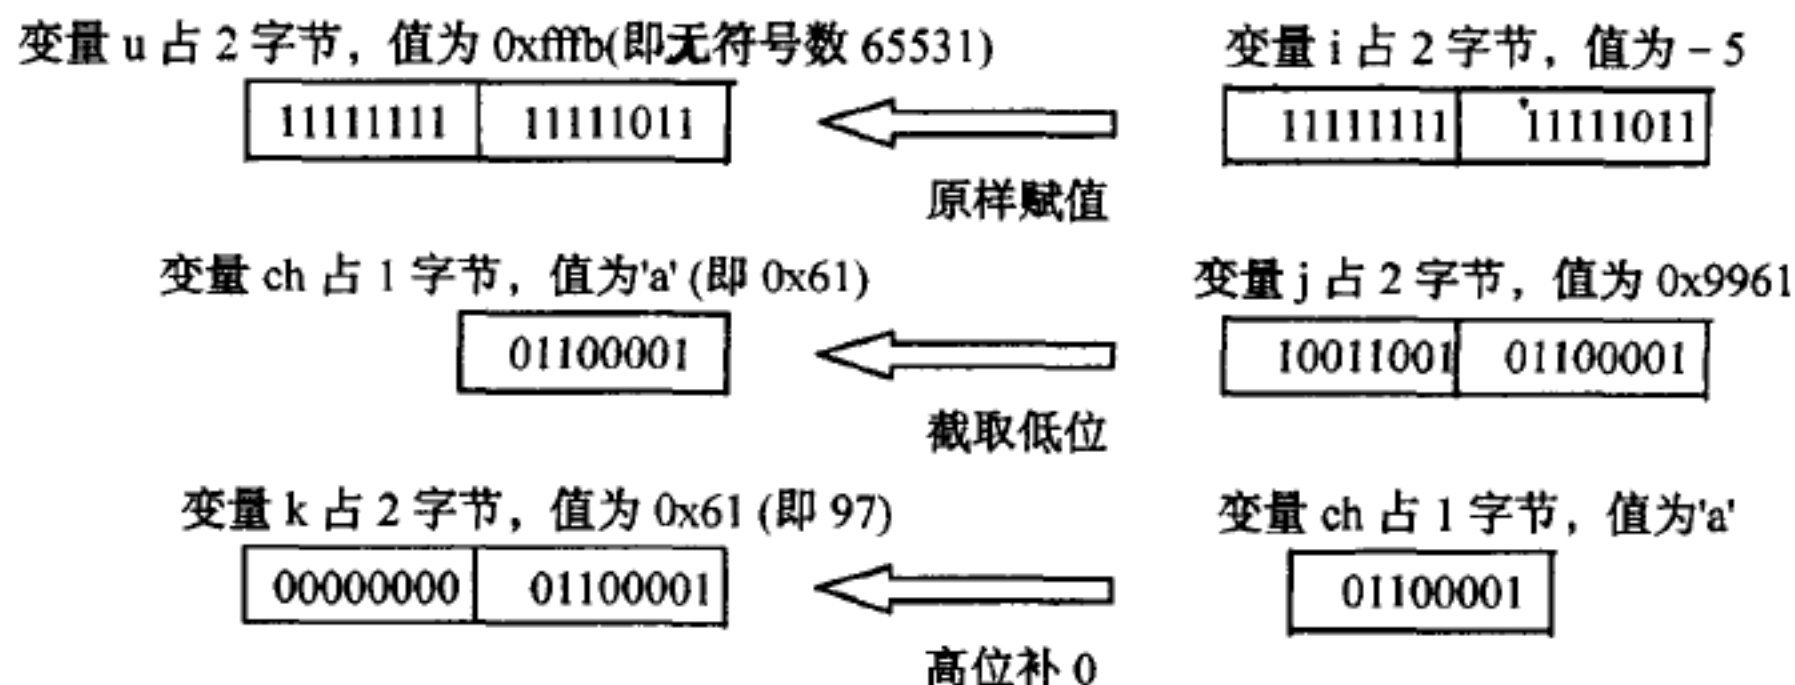 变量 u 占 2 字节，值为 0xfffb(即无符号数 65531)
变量 i 占 2 字节，值为 – 5
11111111 11111011
11111111 11111011
原样赋值
变量 ch 占 1 字节，值为'a' (即 0x61)
变量 j 占 2 字节，值为 0x9961
01100001
10011001 01100001
截取低位
变量 k 占 2 字节，值为 0x61 (即 97)
变量 ch 占 1 字节，值为'a'
00000000 01100001
01100001
高位补 0